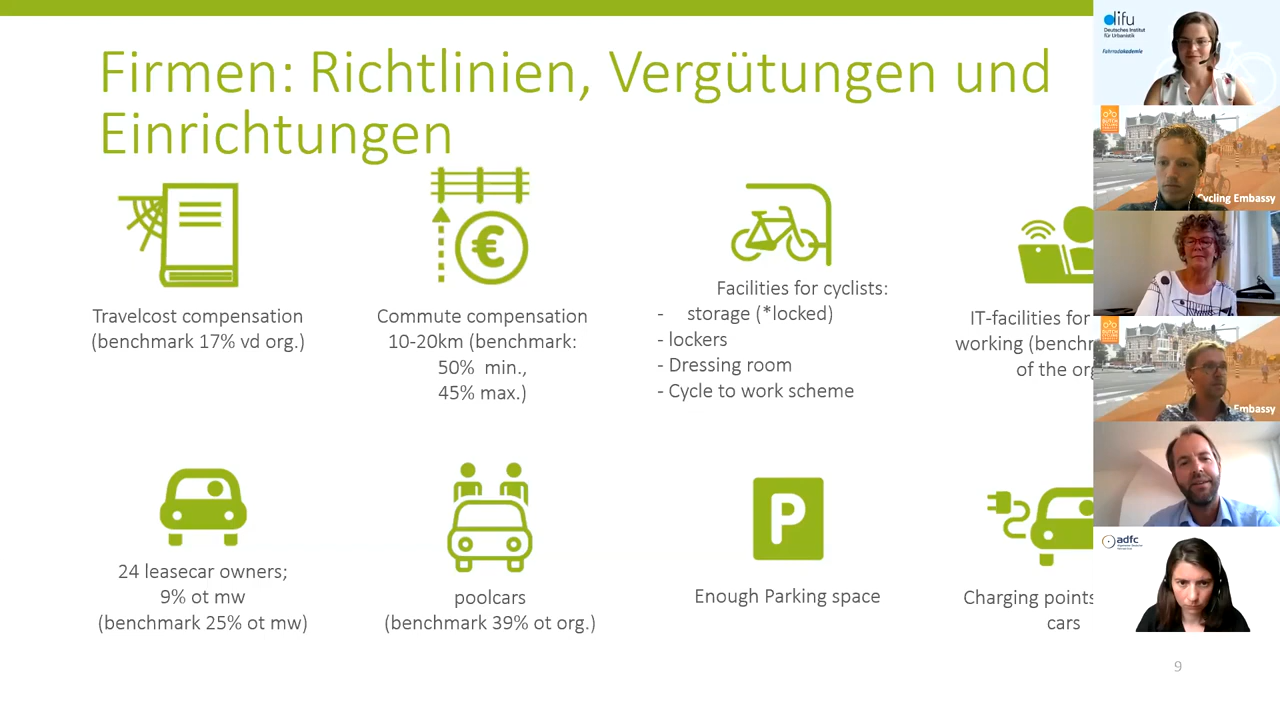 Firmen: Richtlinien, Vergütungen und
Einrichtungen
Travelcost compensation
(benchmark 17% vd org.)
Commute compensation
10-20km (benchmark:
50% min.,
45% max.)
Facilities for cyclists:
- storage (*locked)
- lockers
- Dressing room
- Cycle to work scheme
IT-facilities for
working (
of the
24 leasecar owners;
9% ot mw
(benchmark 25% ot mw)
poolcars
(benchmark 39% ot org.)
P
Enough Parking space
Charging points
cars
9
difu
Deutsches Institut
für Urbanistik
Fahrradakademie
Cycling Embassy
Embassy
adfc